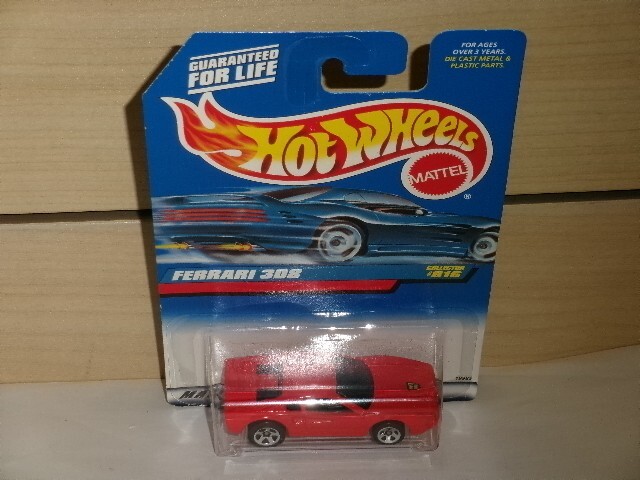 GUARANTEED
FOR LIFE
FOR AGES
OVER 3 YEARS.
DIE CAST METAL &
PLASTIC PARTS.
HOT WHEELS
MATTEL
®
FERRARI 308
COLLECTOR
#816